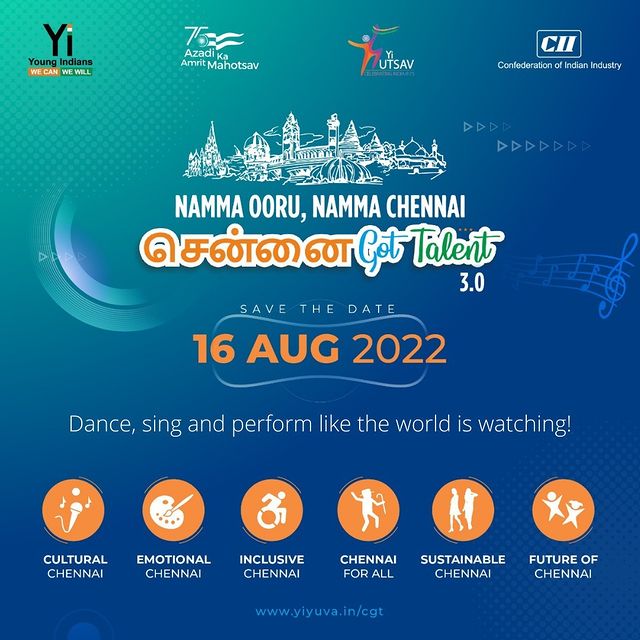 Yi
Young Indians
WE CAN WE WILL
75
Azadi Ka
Amrit Mahotsav
Yi
UTSAV
CII
Confederation of Indian Industry
NAMMA OORU, NAMMA CHENNAI
சென்னை Got Talent
3.0
SAVE THE DATE
16 AUG 2022
Dance, sing and perform like the world is watching!
CULTURAL
CHENNAI
EMOTIONAL
CHENNAI
INCLUSIVE
CHENNAI
CHENNAI
FOR ALL
SUSTAINABLE
CHENNAI
FUTURE OF
CHENNAI
www.yiyuva.in/cgt